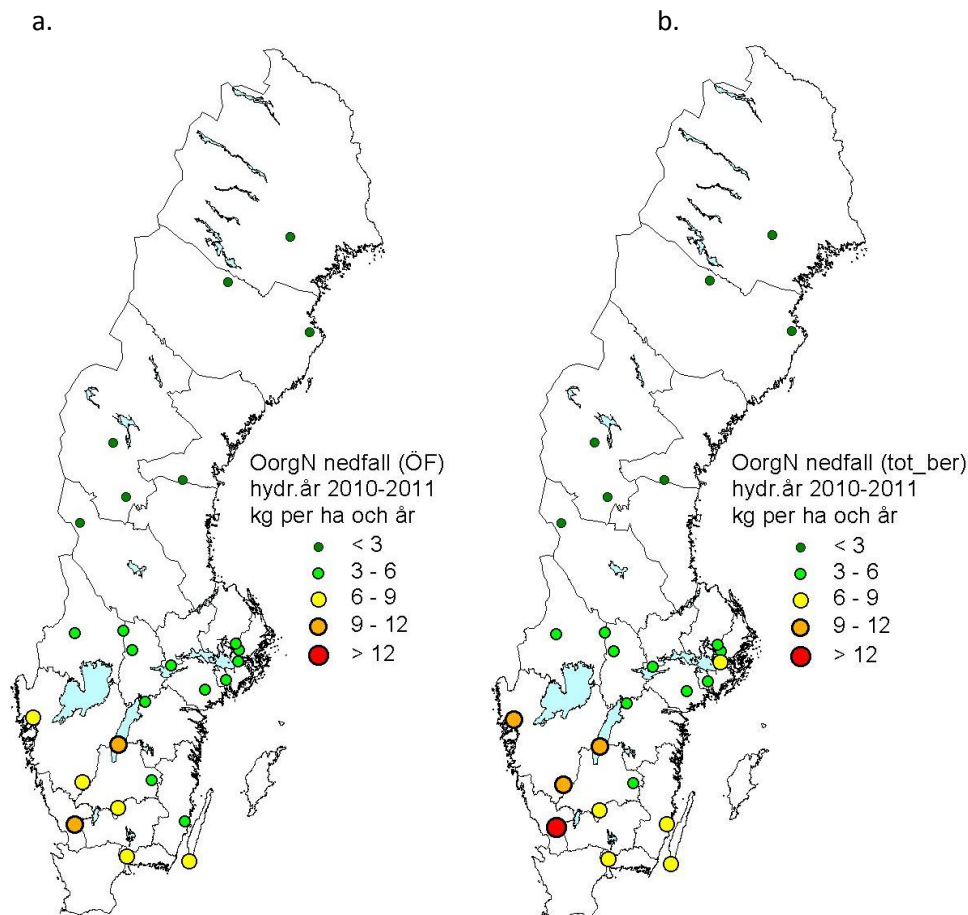 a.
b.
OorgN nedfall (ÖF)
hydr.år 2010-2011
kg per ha och år
< 3
3 - 6
6 - 9
9 - 12
> 12
OorgN nedfall (tot_ber)
hydr.år 2010-2011
kg per ha och år
< 3
3 - 6
6 - 9
9 - 12
> 12